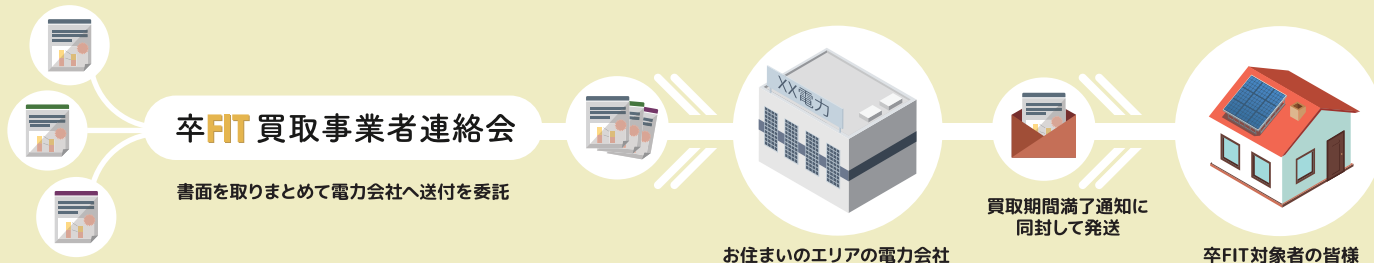 卒FIT買取事業者連絡会
書面を取りまとめて電力会社へ送付を委託
XX電力
お住まいのエリアの電力会社
買取期間満了通知に
同封して発送
卒FIT対象者の皆様